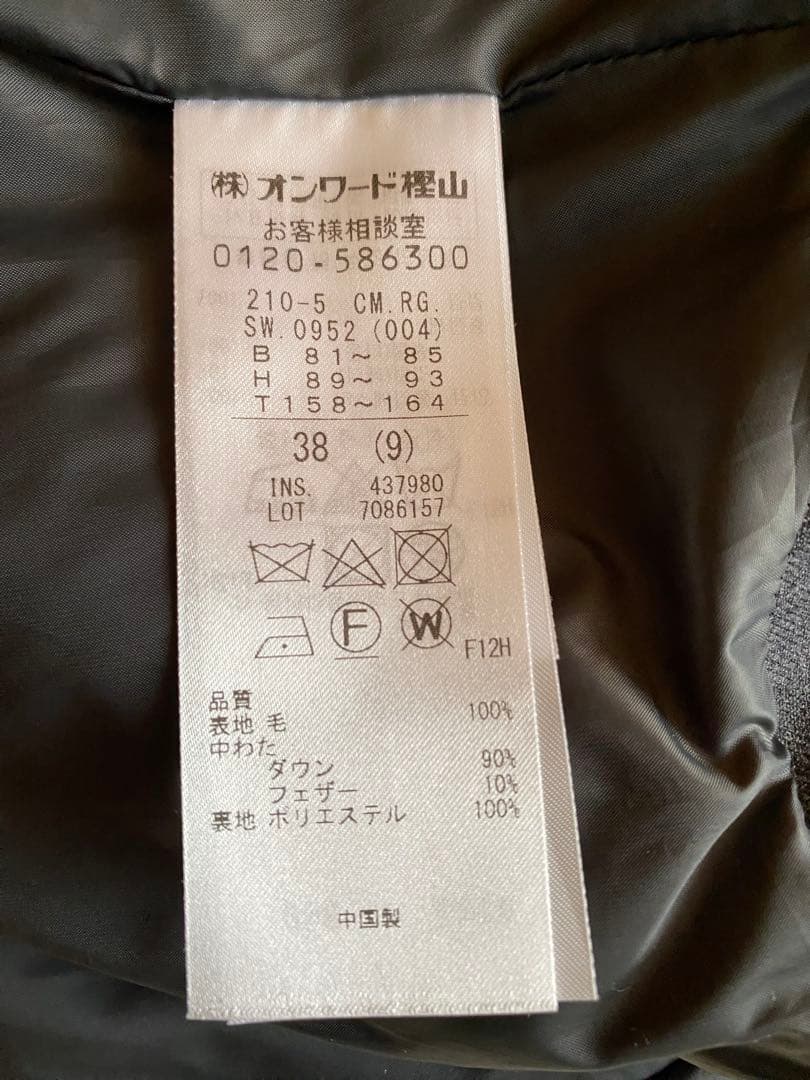 (株)オンワード樫山
お客様相談室
0120-586300
210-5 CM.RG.
SW.0952 (004)
B 81～ 85
H 89～ 93
T158～164
38 (9)
INS. 437980
LOT 7086157
F W F12H
品質
表地 毛 100%
中わた
ダウン 90%
フェザー 10%
裏地 ポリエステル 100%
中国製